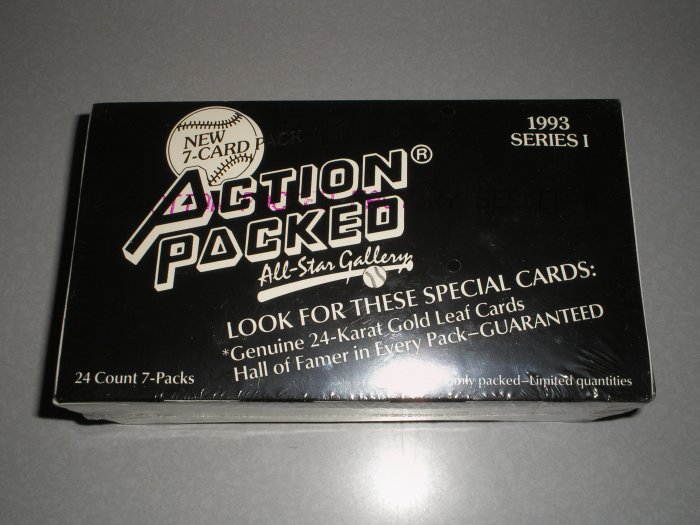 NEW
7-CARD PACK
1993
SERIES I
ACTION®
PACKED
All-Star Gallery
LOOK FOR THESE SPECIAL CARDS:
*Genuine 24-Karat Gold Leaf Cards
Hall of Famer in Every Pack—GUARANTEED
24 Count 7-Packs
packed—Limited quantities